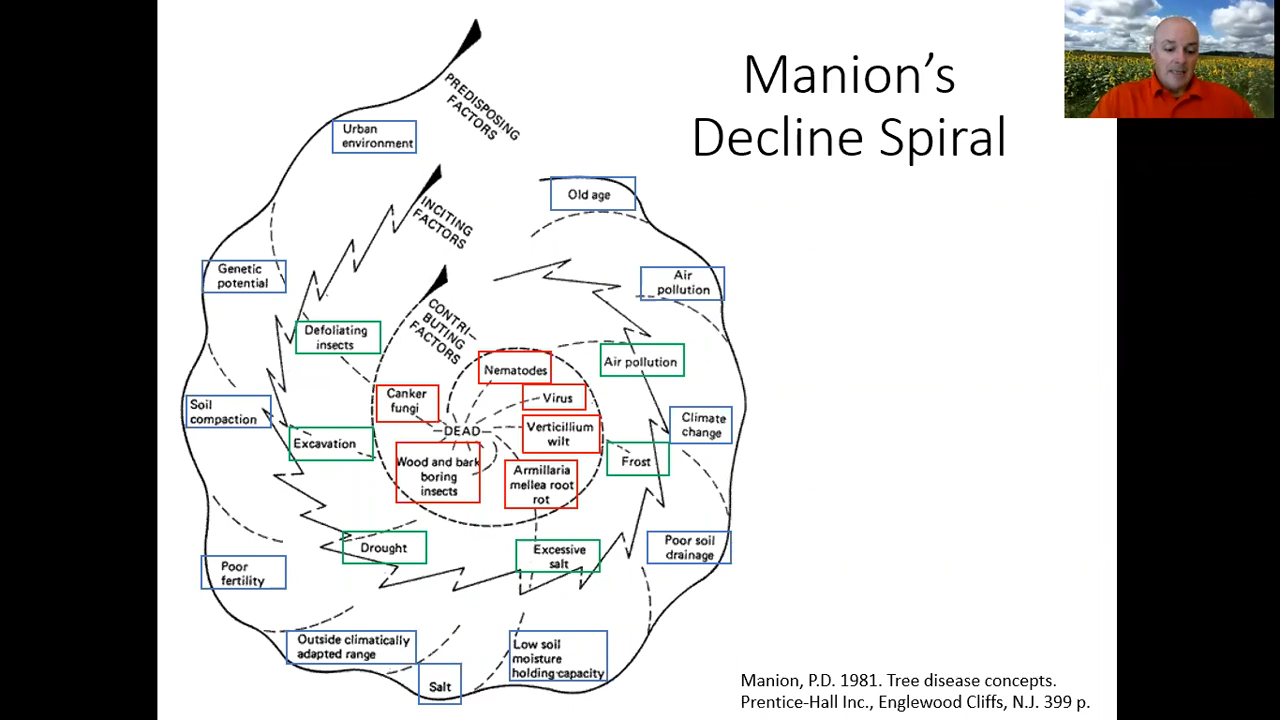 Manion’s
Decline Spiral
PREDISPOSING
FACTORS
Urban
environment
INCITING
FACTORS
Old age
Genetic
potential
Air
pollution
CONTRI-
BUTING
FACTORS
Defoliating
insects
Air pollution
Nematodes
Canker
fungi
Virus
Soil
compaction
Climate
change
DEAD
Verticillium
wilt
Excavation
Frost
Wood and bark
boring
insects
Armillaria
mellea root
rot
Drought
Excessive
salt
Poor soil
drainage
Poor
fertility
Outside climatically
adapted range
Low soil
moisture
holding-capacity
Salt
Manion, P.D. 1981. Tree disease concepts.
Prentice-Hall Inc., Englewood Cliffs, N.J. 399 p.